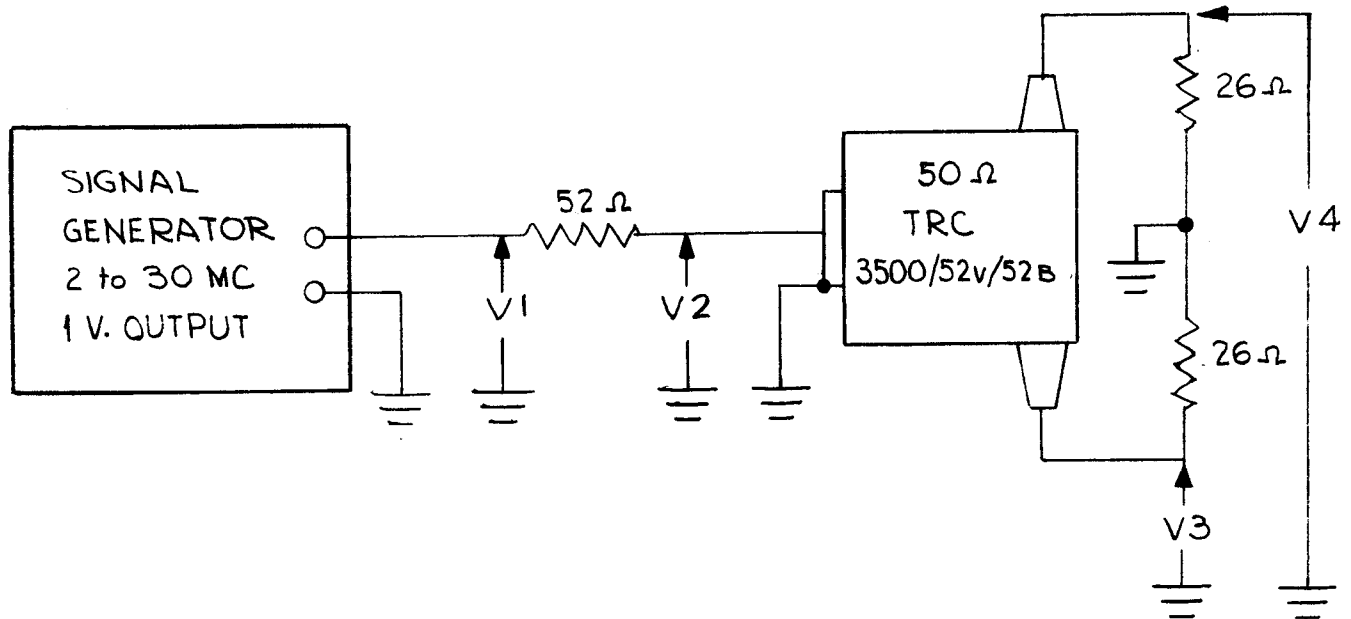 SIGNAL
GENERATOR
2 to 30 MC
1 V. OUTPUT
V1
52 Ω
V2
50 Ω
TRC
3500/52V/52B
26 Ω
26 Ω
V3
V4